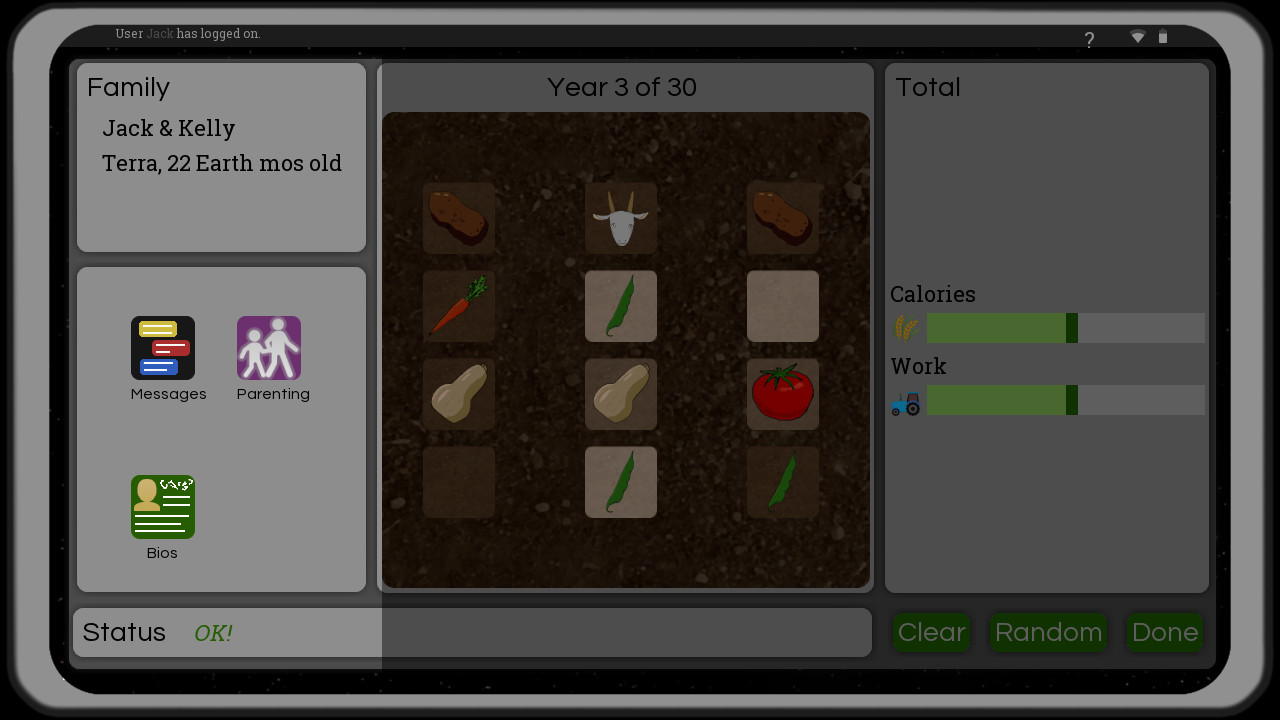 User Jack has logged on.
?
Family
Jack & Kelly
Terra, 22 Earth mos old
Year 3 of 30
Total
Calories
Work
Messages
Parenting
Bios
Status OK!
Clear
Random
Done